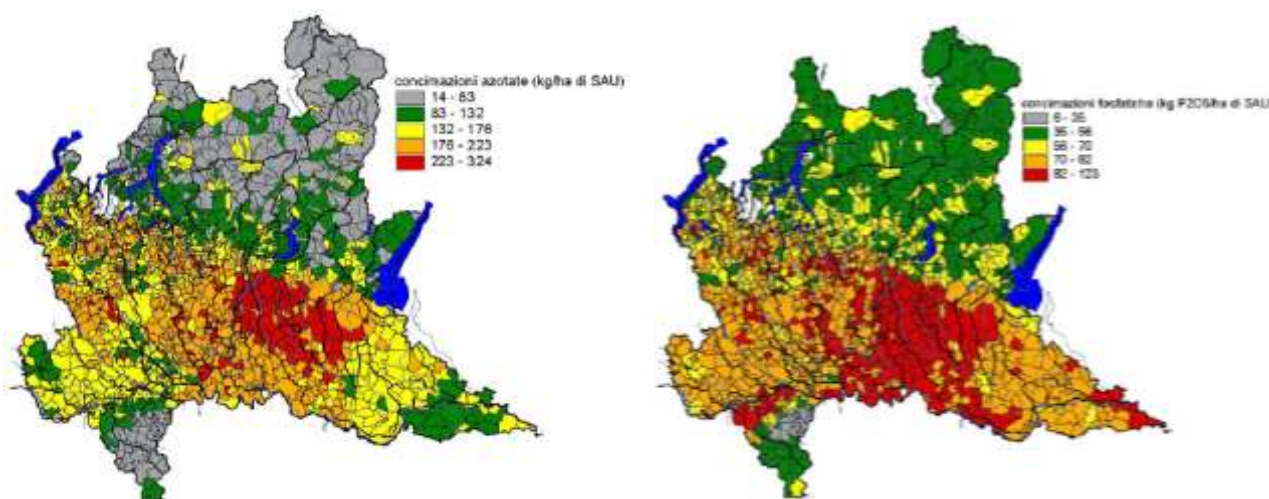 concimazioni azotate (kg/ha di SAU)
14 - 83
83 - 132
132 - 176
176 - 223
223 - 324
concimazioni fosfatiche (kg P2O5/ha di SAU
6 - 35
35 - 56
56 - 70
70 - 82
82 - 123